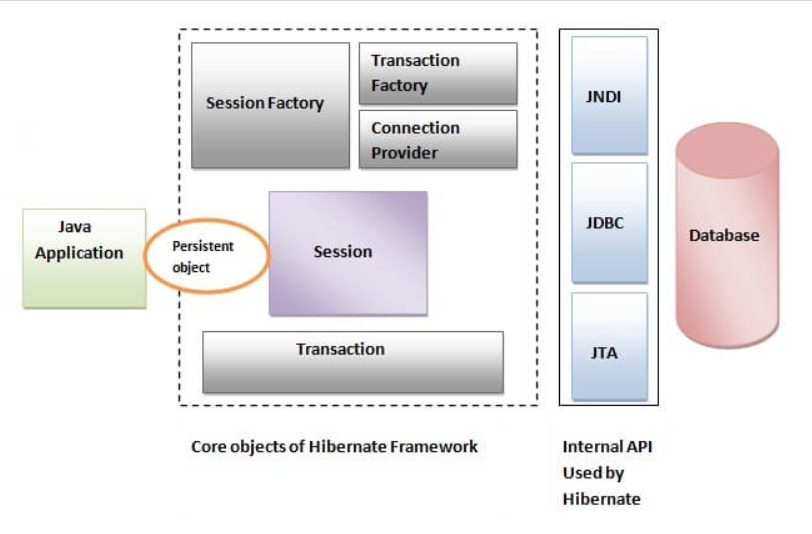 Session Factory
Transaction
Factory
Connection
Provider
JNDI
Java
Application
Persistent
object
Session
JDBC
Database
Transaction
JTA
Core objects of Hibernate Framework
Internal API
Used by
Hibernate